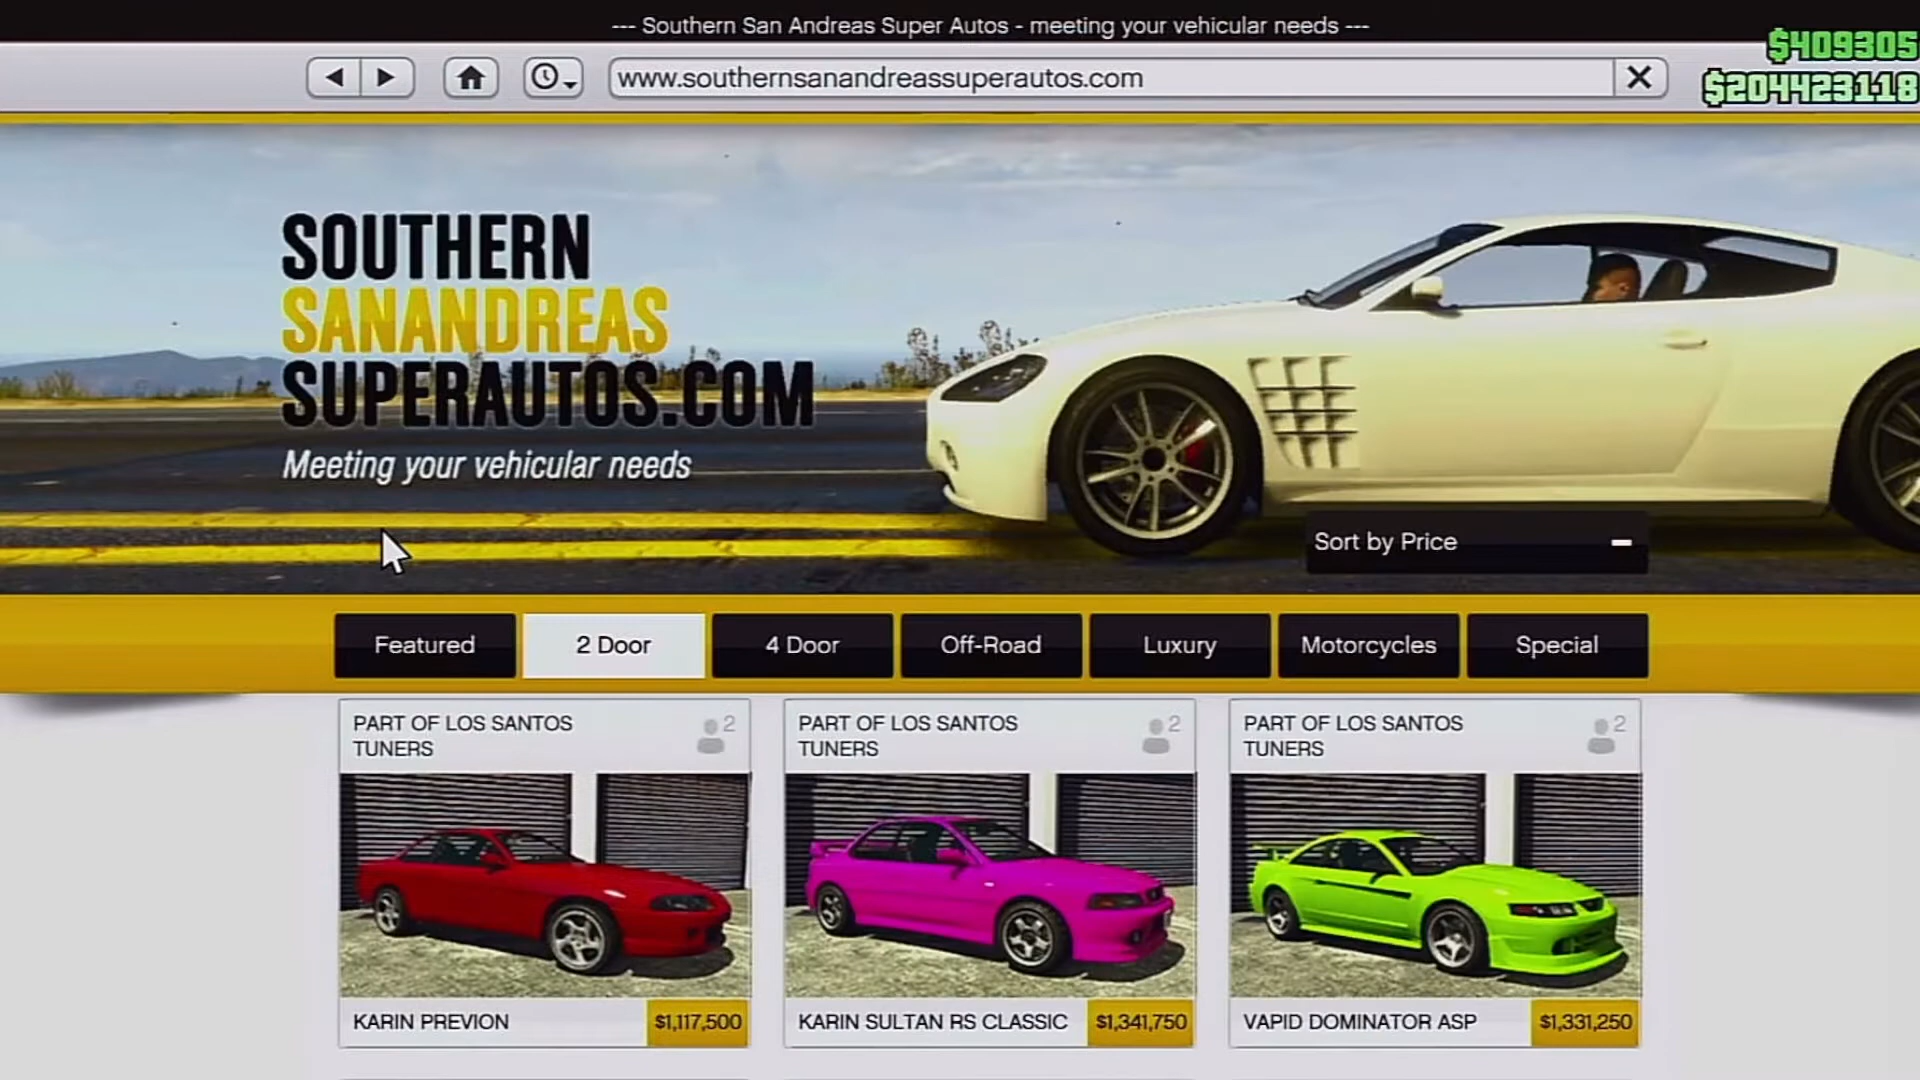 --- Southern San Andreas Super Autos - meeting your vehicular needs ---
$409305
www.southernsanandreassuperautos.com
$204423118
SOUTHERN
SANANDREAS
SUPERAUTOS.COM
Meeting your vehicular needs
Sort by Price
Featured
2 Door
4 Door
Off-Road
Luxury
Motorcycles
Special
PART OF LOS SANTOS
TUNERS
2
PART OF LOS SANTOS
TUNERS
2
PART OF LOS SANTOS
TUNERS
2
KARIN PREVION
$1,117,500
KARIN SULTAN RS CLASSIC
$1,341,750
VAPID DOMINATOR ASP
$1,331,250